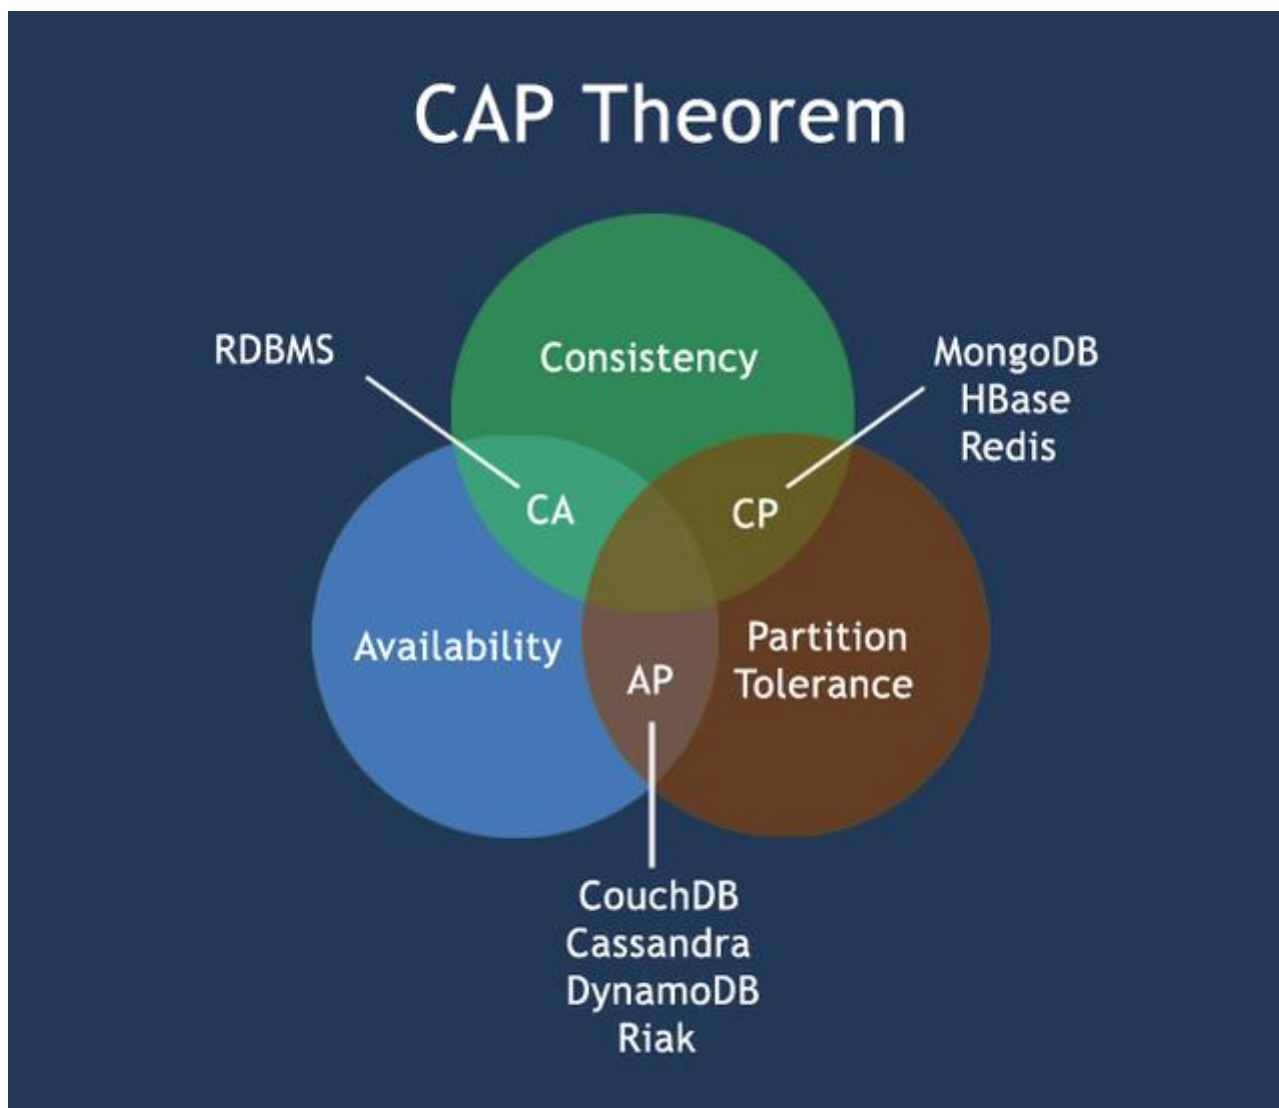 CAP Theorem
RDBMS
Consistency
MongoDB
HBase
Redis
CA
CP
Availability
Partition
Tolerance
AP
CouchDB
Cassandra
DynamoDB
Riak